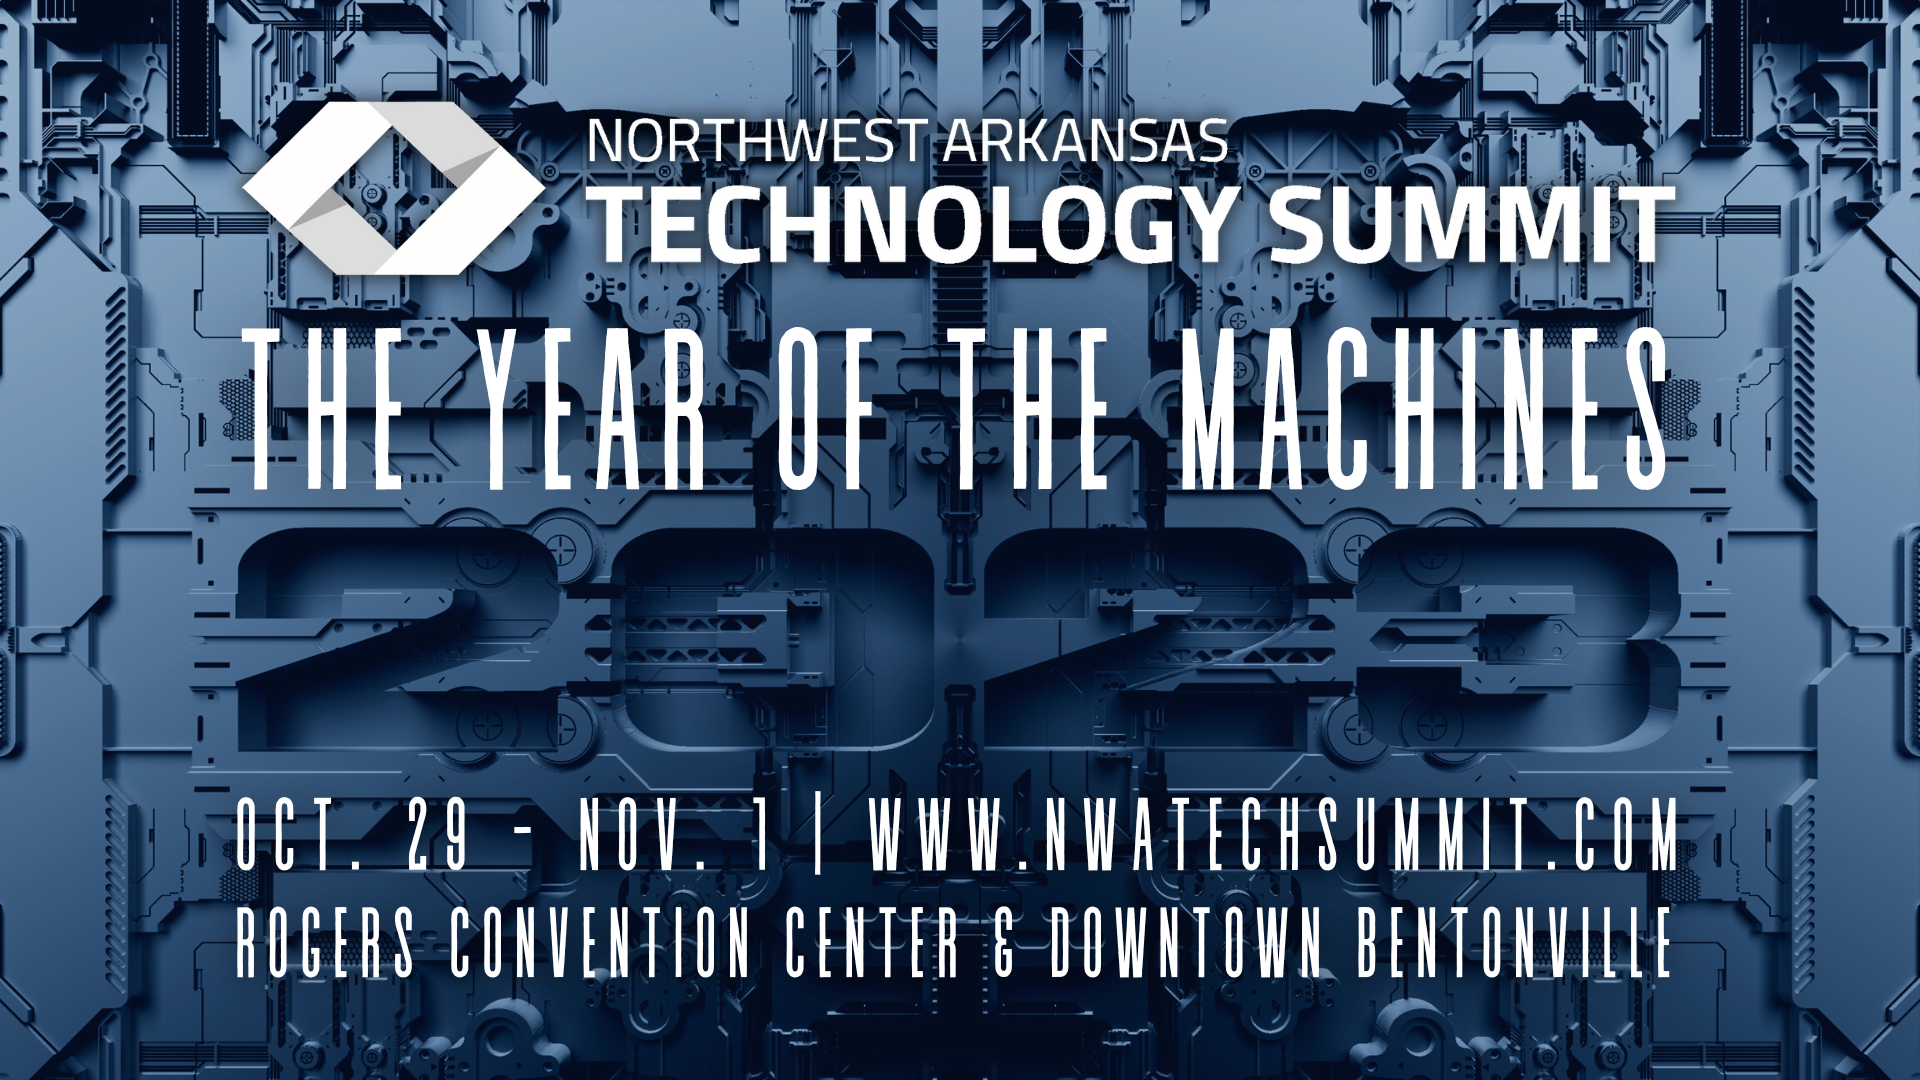 NORTHWEST ARKANSAS
TECHNOLOGY SUMMIT
THE YEAR OF THE MACHINES
2023
OCT. 29 - NOV. 1 | WWW.NWATECHSUMMIT.COM
ROGERS CONVENTION CENTER & DOWNTOWN BENTONVILLE